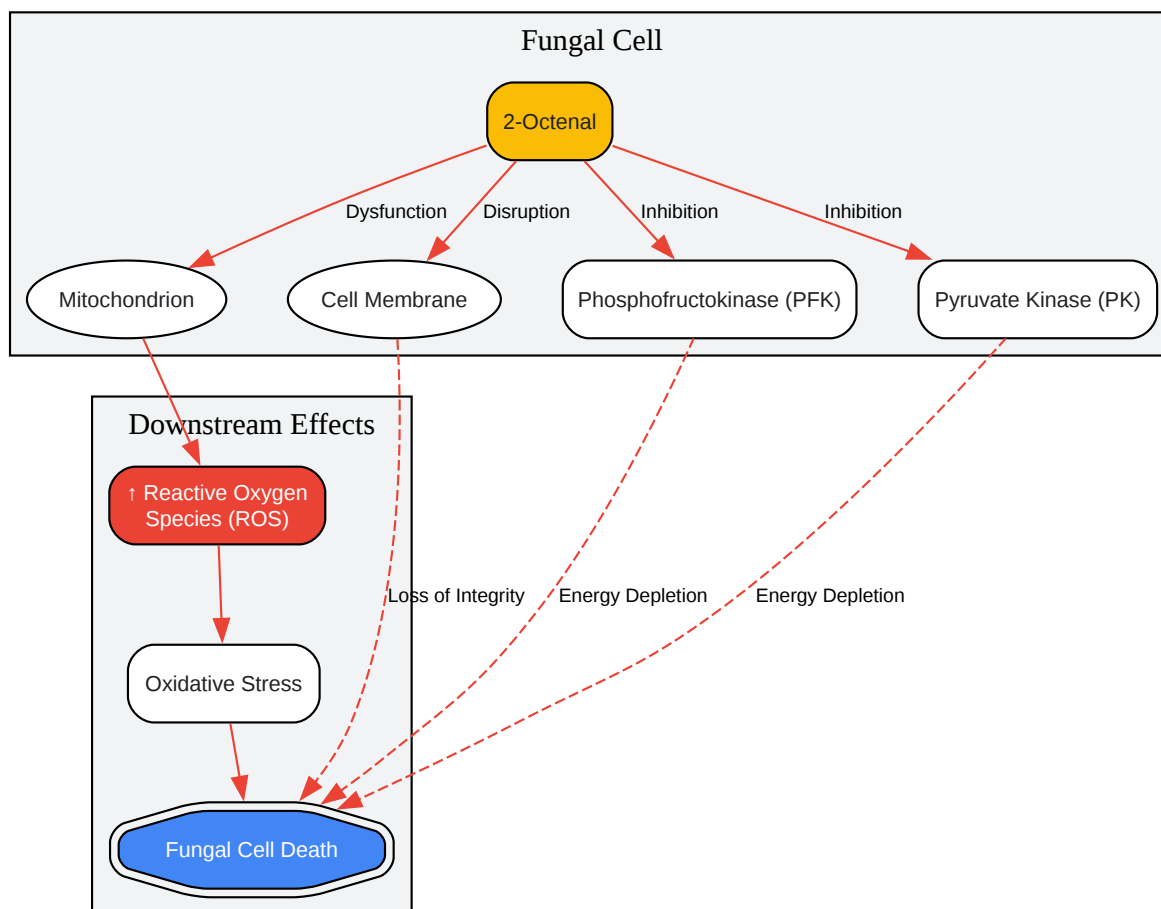 Fungal Cell
2-Octenal
Dysfunction
Disruption
Inhibition
Inhibition
Mitochondrion
Cell Membrane
Phosphofructokinase (PFK)
Pyruvate Kinase (PK)
Downstream Effects
↑ Reactive Oxygen
Species (ROS)
Loss of Integrity
Energy Depletion
Energy Depletion
Oxidative Stress
Fungal Cell Death